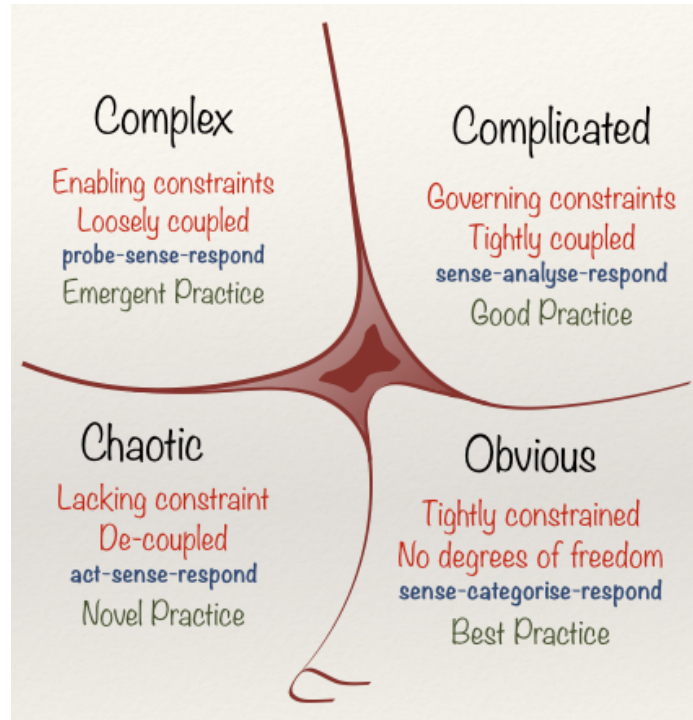 Complex
Enabling constraints
Loosely coupled
probe-sense-respond
Emergent Practice
Complicated
Governing constraints
Tightly coupled
sense-analyse-respond
Good Practice
Chaotic
Lacking constraint
De-coupled
act-sense-respond
Novel Practice
Obvious
Tightly constrained
No degrees of freedom
sense-categorise-respond
Best Practice